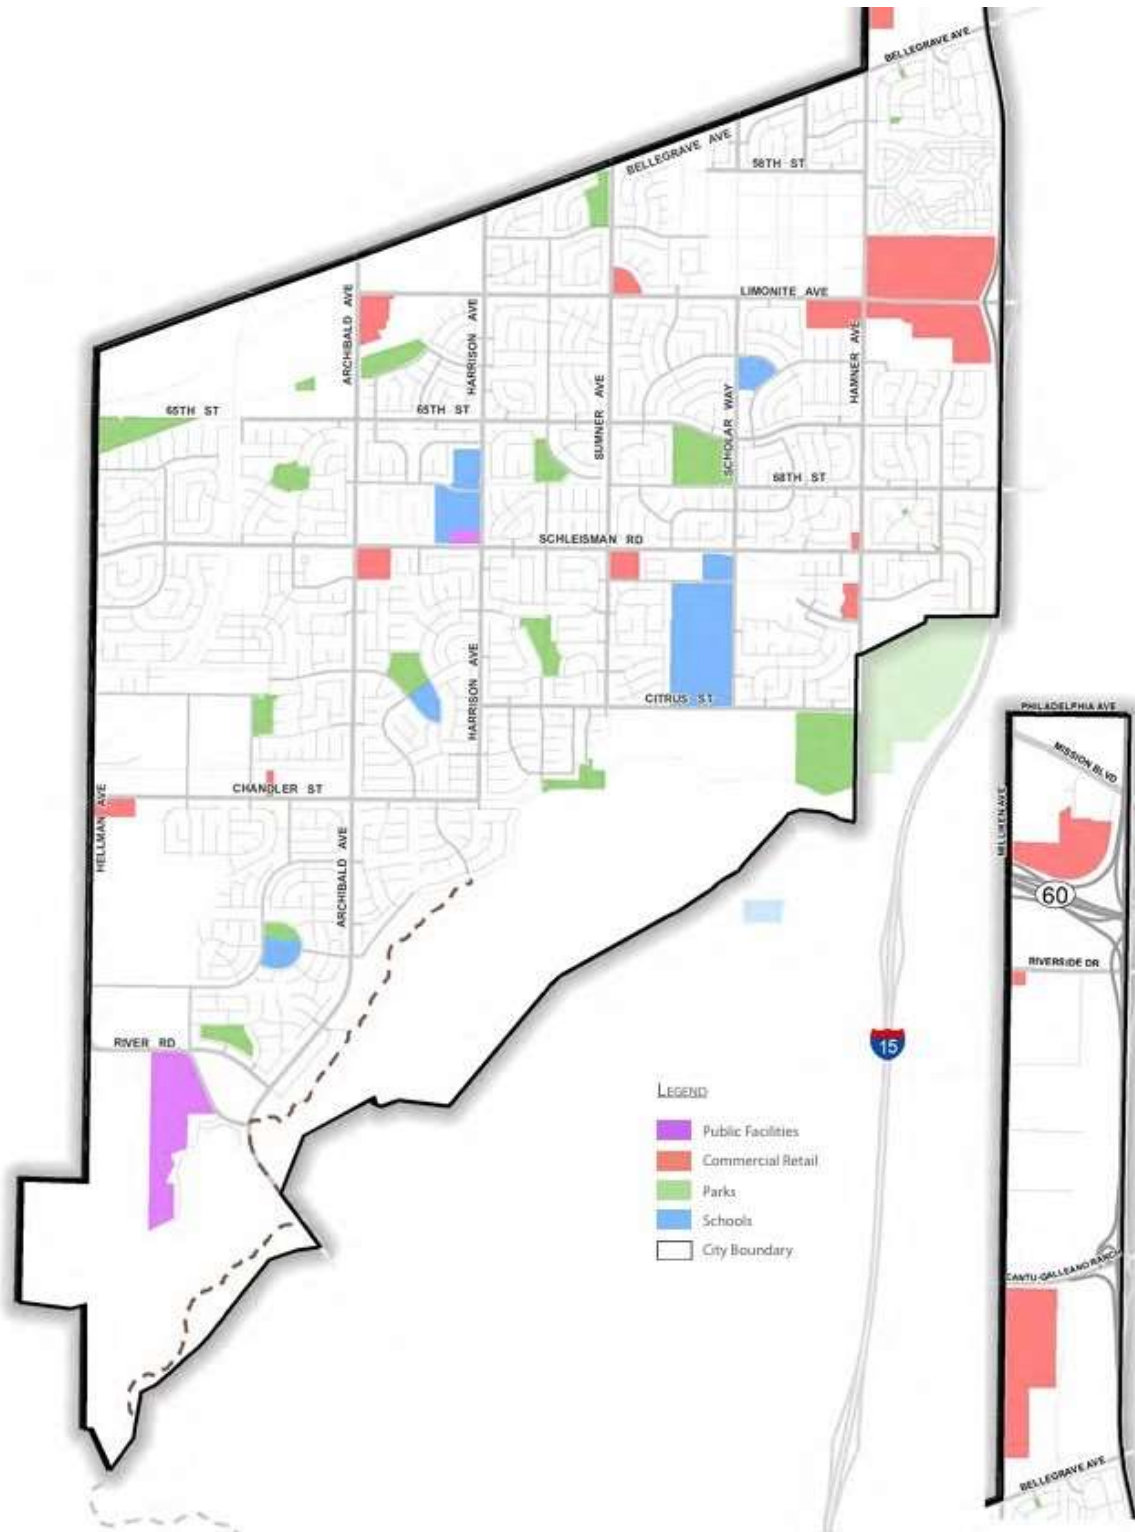 BELLEGRAVE AVE
BELLEGRAVE AVE
58TH ST
LIMONITE AVE
ARCHIBALD AVE
HARRISON AVE
HAMNER AVE
SUMNER AVE
SCHOLAR WAY
65TH ST
65TH ST
68TH ST
SCHLEISMAN RD
HARRISON AVE
CITRUS ST
PHILADELPHIA AVE
MISSION BLVD
CHANDLER ST
HELLMAN AVE
MILLIKEN AVE
ARCHIBALD AVE
60
RIVERSIDE DR
RIVER RD
15
LEGEND
Public Facilities
Commercial Retail
Parks
Schools
City Boundary
CANTU-GALLEANO RANCH
BELLEGRAVE AVE